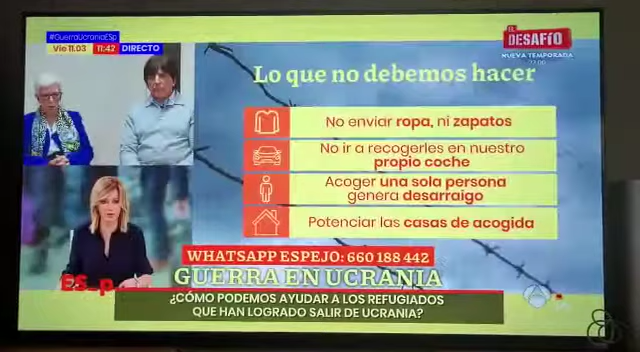 #GuerraUcraniaEsp
Vie 11.03 11:42 DIRECTO
EL
DESAFÍO
NUEVA TEMPORADA
Lo que no debemos hacer
No enviar ropa, ni zapatos
No ir a recogerles en nuestro
propio coche
Acoger una sola persona
genera desarraigo
Potenciar las casas de acogida
WHATSAPP ESPEJO: 660 188 442
GUERRA EN UCRANIA
ES_p
¿CÓMO PODEMOS AYUDAR A LOS REFUGIADOS
QUE HAN LOGRADO SALIR DE UCRANIA?